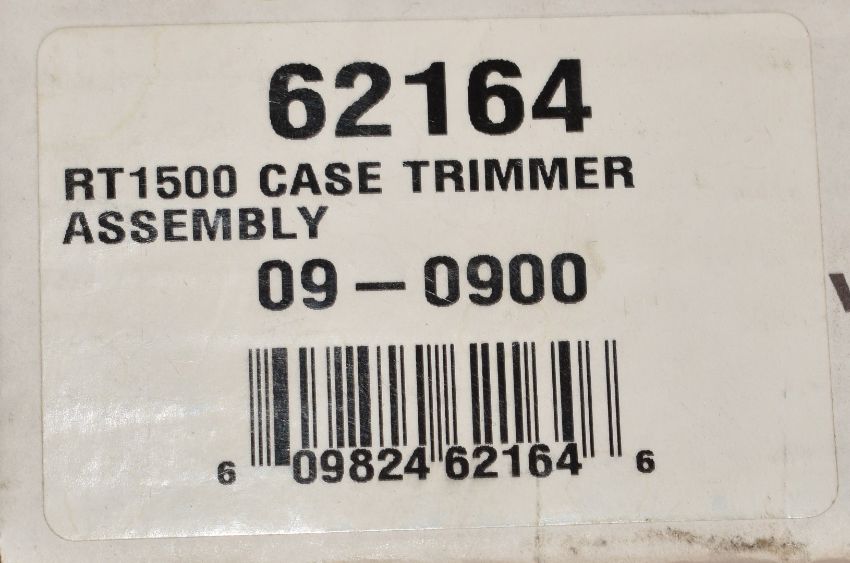 62164
RT1500 CASE TRIMMER
ASSEMBLY
09-0900
6 09824 62164 6